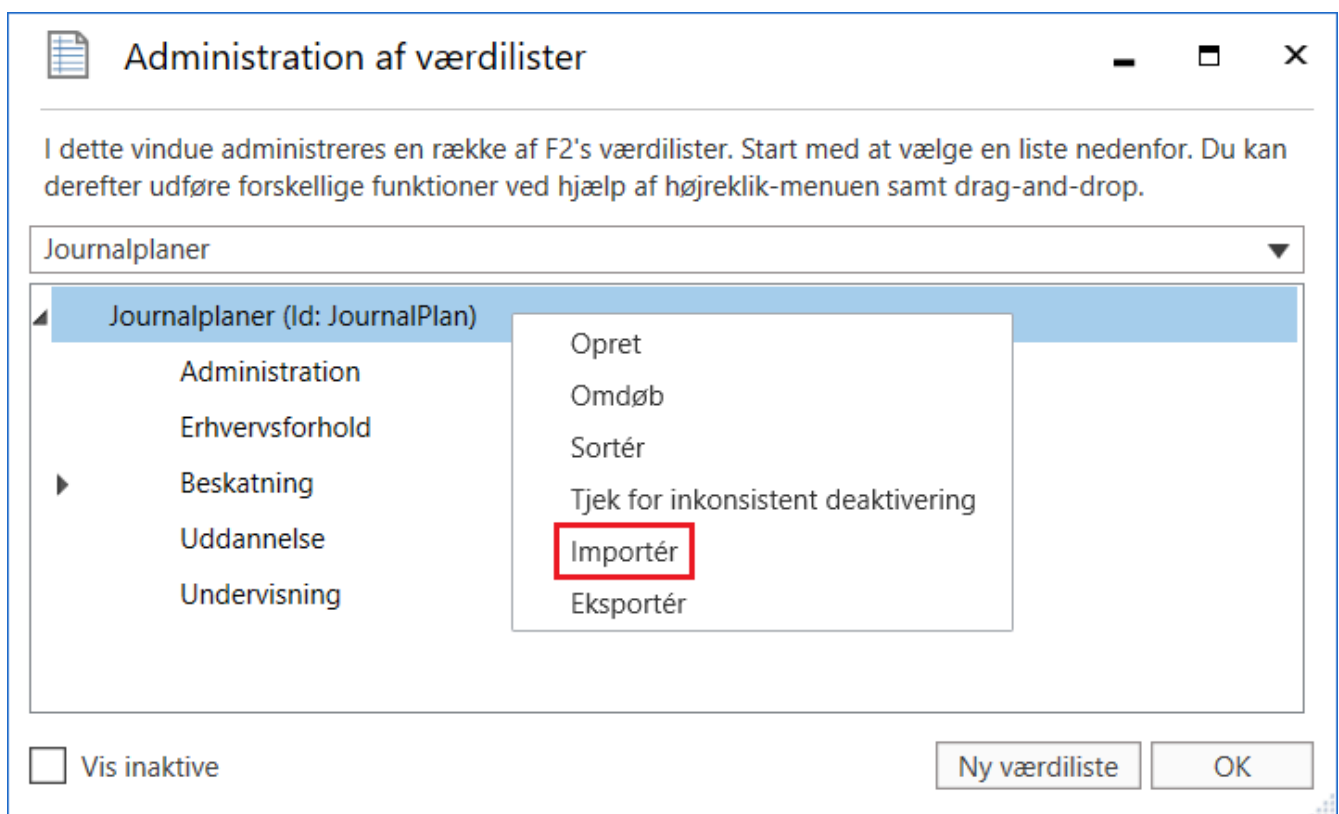 Administration af værdilister
I dette vindue administreres en række af F2's værdilister. Start med at vælge en liste nedenfor. Du kan
derefter udføre forskellige funktioner ved hjælp af højreklik-menuen samt drag-and-drop.
Journalplaner
Journalplaner (Id: JournalPlan)
Administration
Erhvervsforhold
Beskatning
Uddannelse
Undervisning
Opret
Omdøb
Sortér
Tjek for inkonsistent deaktivering
Importér
Eksportér
Vis inaktive
Ny værdiliste
OK